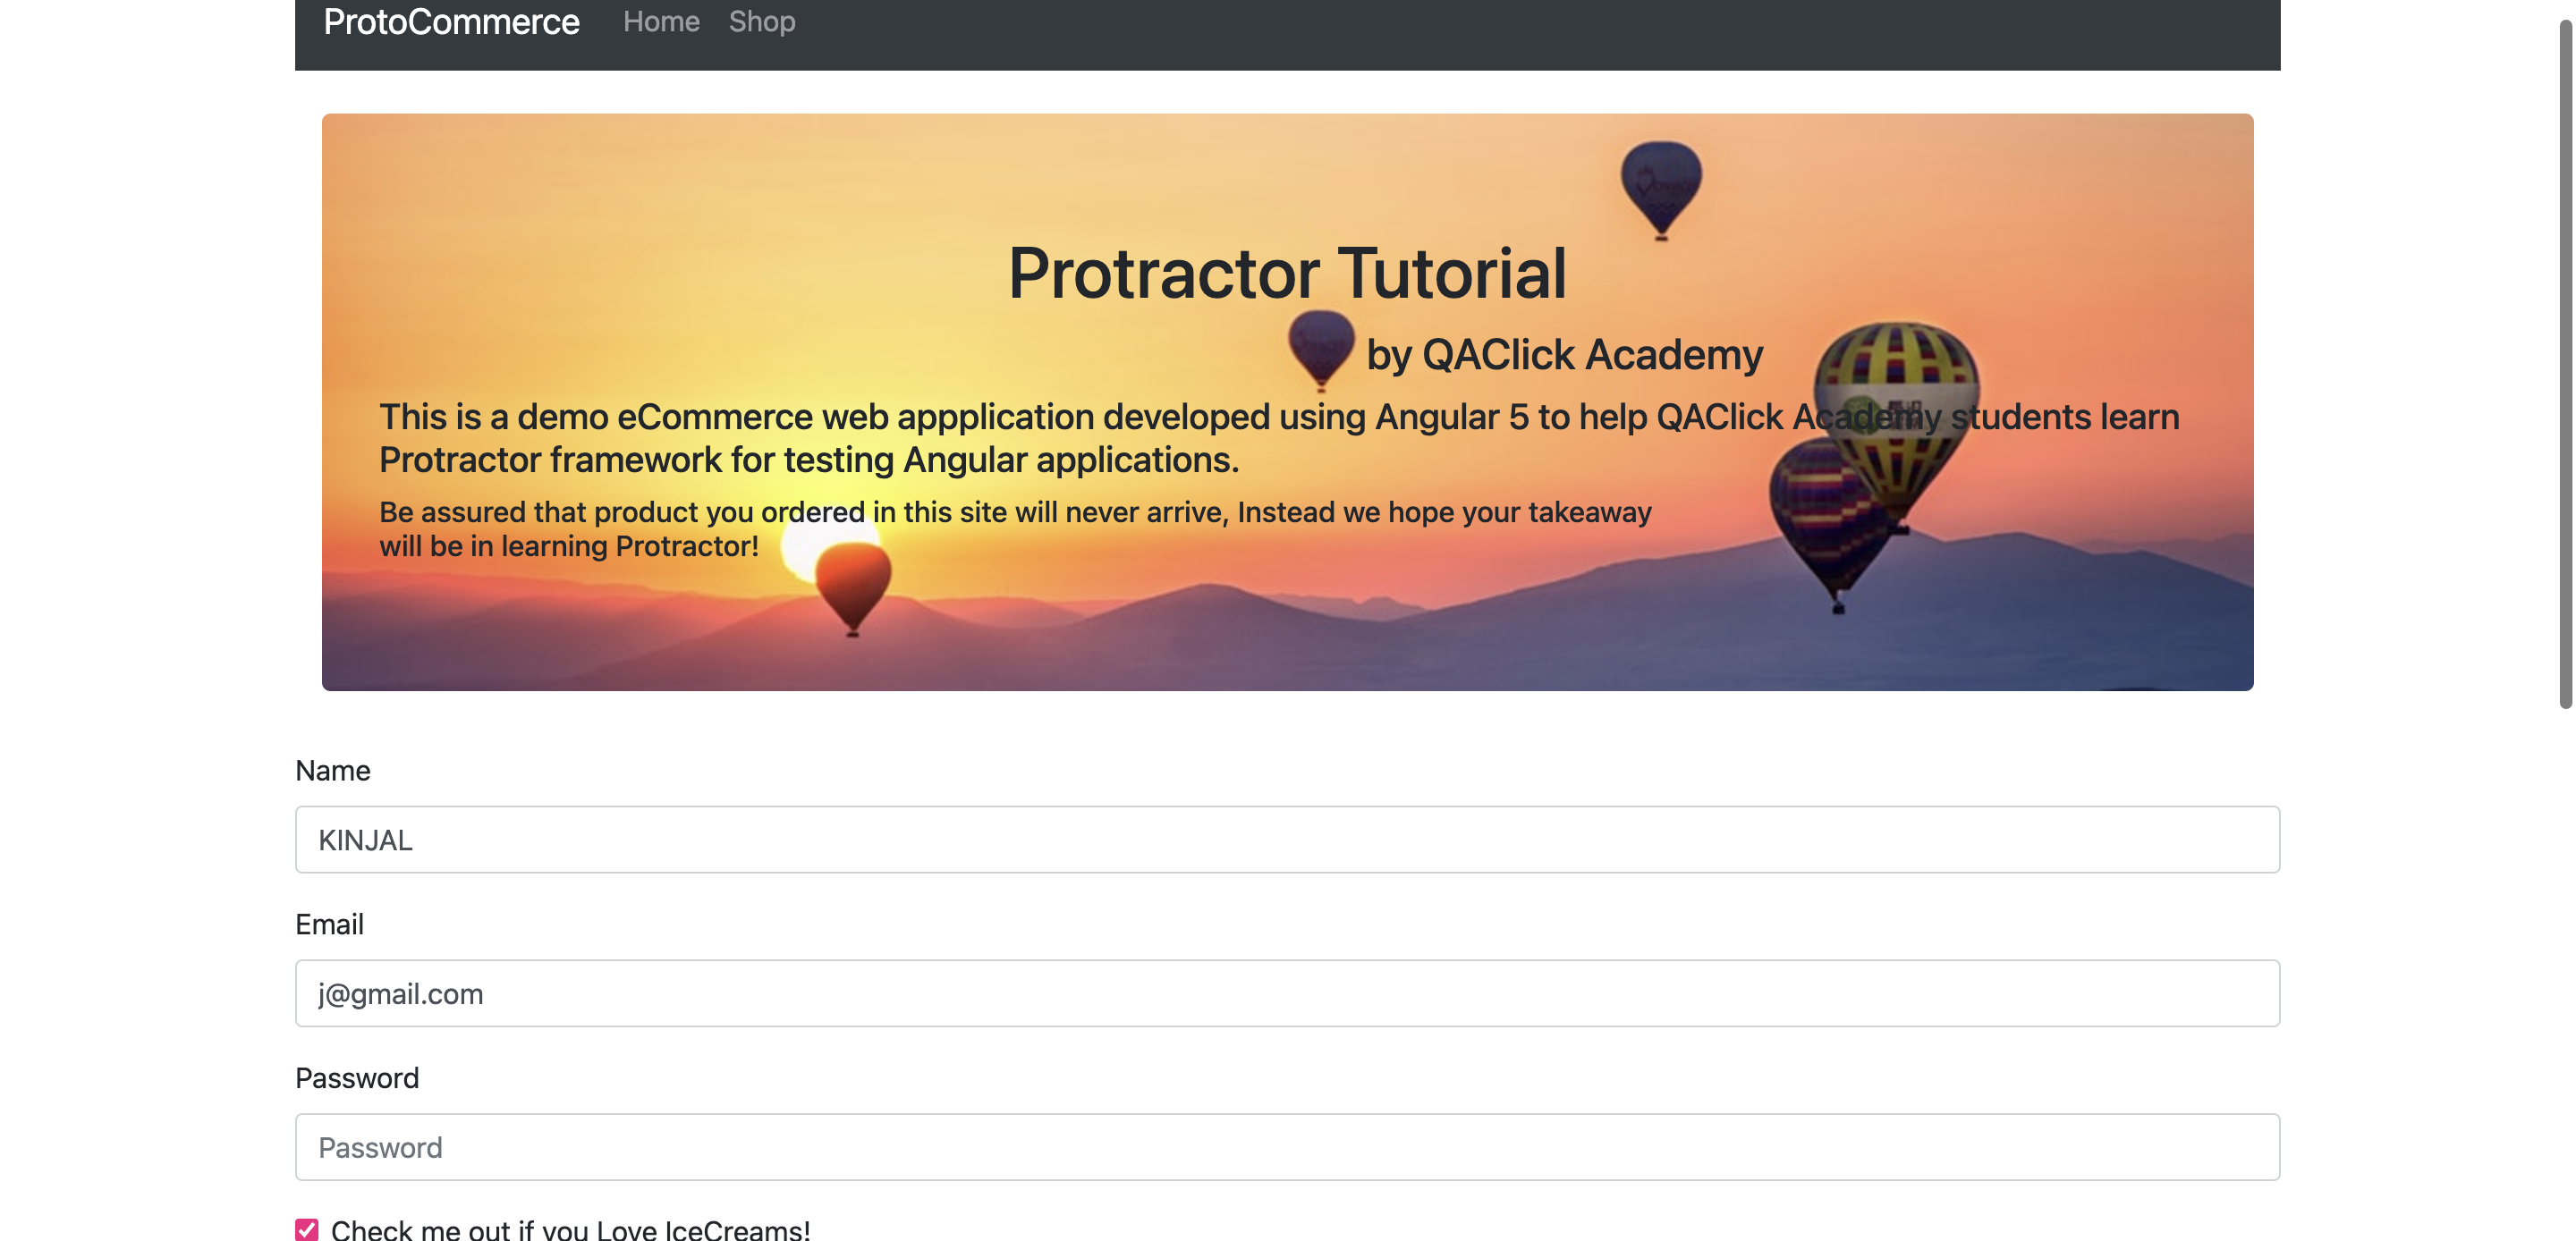 ProtoCommerce Home Shop
Protractor Tutorial
by QAClick Academy
This is a demo eCommerce web appplication developed using Angular 5 to help QAClick Academy students learn
Protractor framework for testing Angular applications.
Be assured that product you ordered in this site will never arrive, Instead we hope your takeaway
will be in learning Protractor!
Name
KINJAL
Email
j@gmail.com
Password
Password
Check me out if you Love IceCreams!